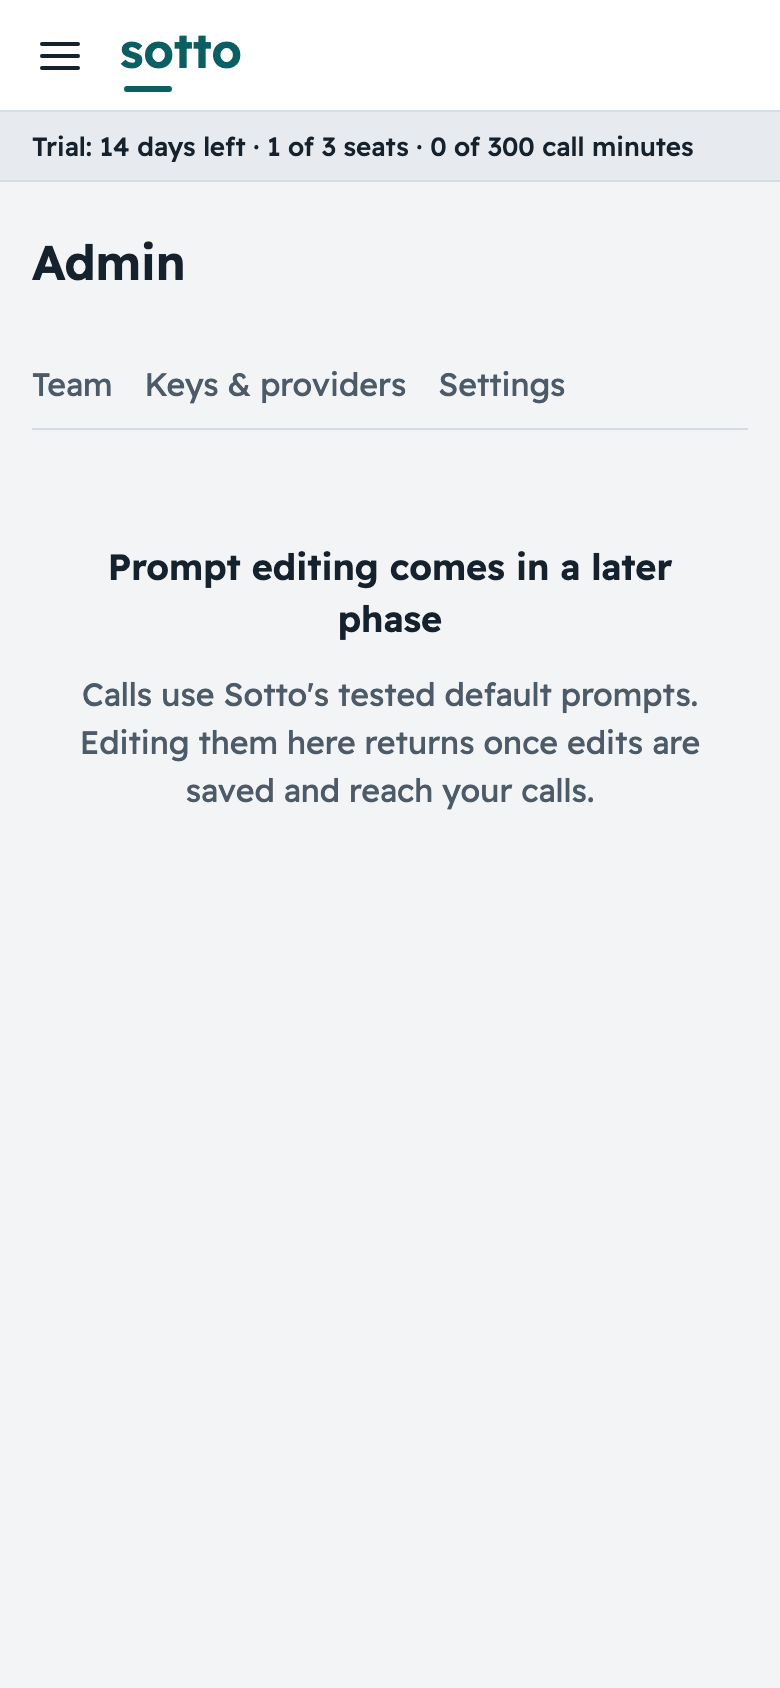 sotto
Trial: 14 days left · 1 of 3 seats · 0 of 300 call minutes
Admin
Team Keys & providers Settings
Prompt editing comes in a later
phase
Calls use Sotto's tested default prompts.
Editing them here returns once edits are
saved and reach your calls.